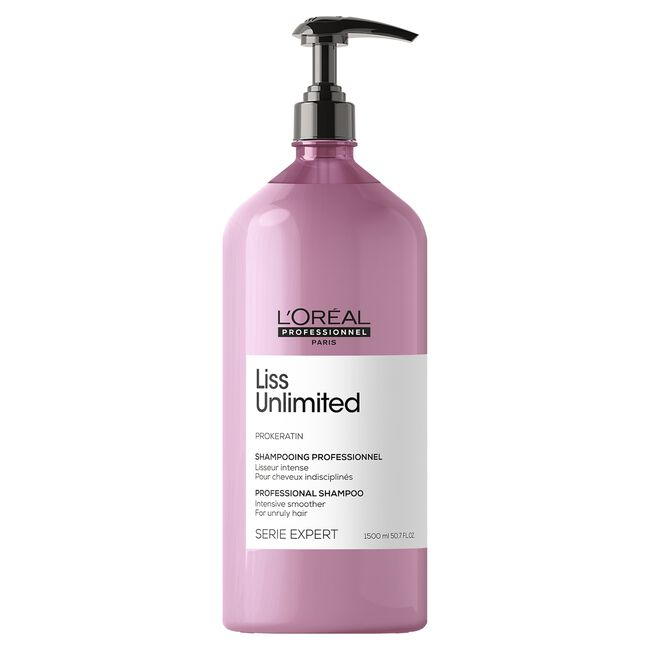 L'ORÉAL
PROFESSIONNEL
PARIS
Liss
Unlimited
PROKERATIN
SHAMPOOING PROFESSIONNEL
Lisseur intense
Pour cheveux indisciplinés
PROFESSIONAL SHAMPOO
Intensive smoother
For unruly hair
SERIE EXPERT 1500 ml 50.7 FL.OZ.